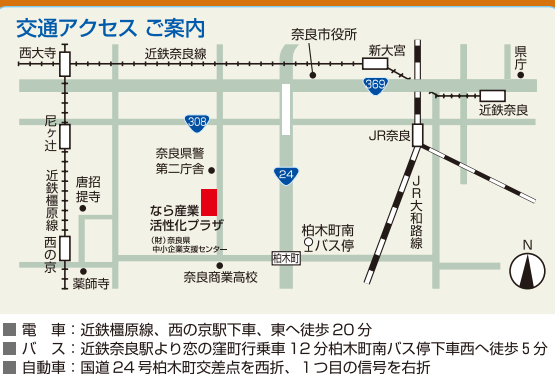 交通アクセス ご案内
西大寺
近鉄奈良線
奈良市役所
新大宮
県庁
369
近鉄奈良
尼ヶ辻
308
JR奈良
奈良県警
第二庁舎
24
近鉄橿原線
唐招
提寺
なら産業
活性化プラザ
(財)奈良県
中小企業支援センター
JR大和路線
柏木町南
バス停
西の京
柏木町
N
薬師寺
奈良商業高校
■ 電　車：近鉄橿原線、西の京駅下車、東へ徒歩20分
■ バ　ス：近鉄奈良駅より恋の窪町行乗車12分柏木町南バス停下車西へ徒歩5分
■ 自動車：国道24号柏木町交差点を西折、1つ目の信号を右折